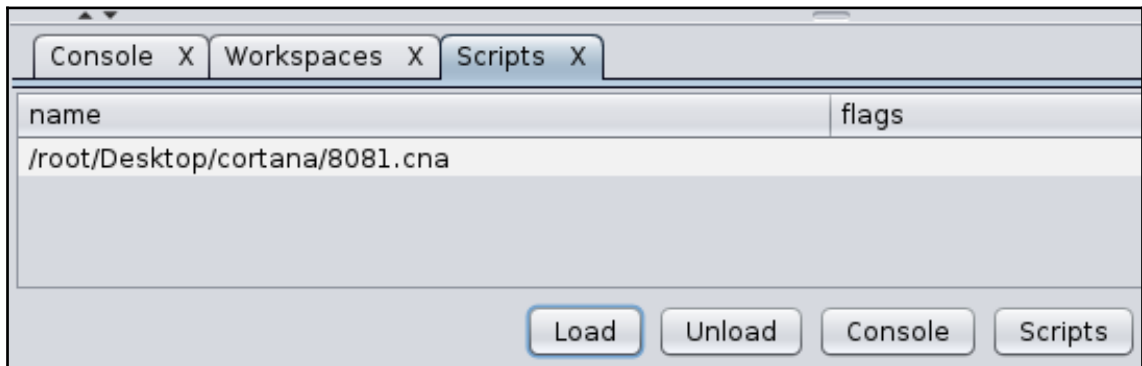 Console X Workspaces X Scripts X
name flags
/root/Desktop/cortana/8081.cna
Load Unload Console Scripts